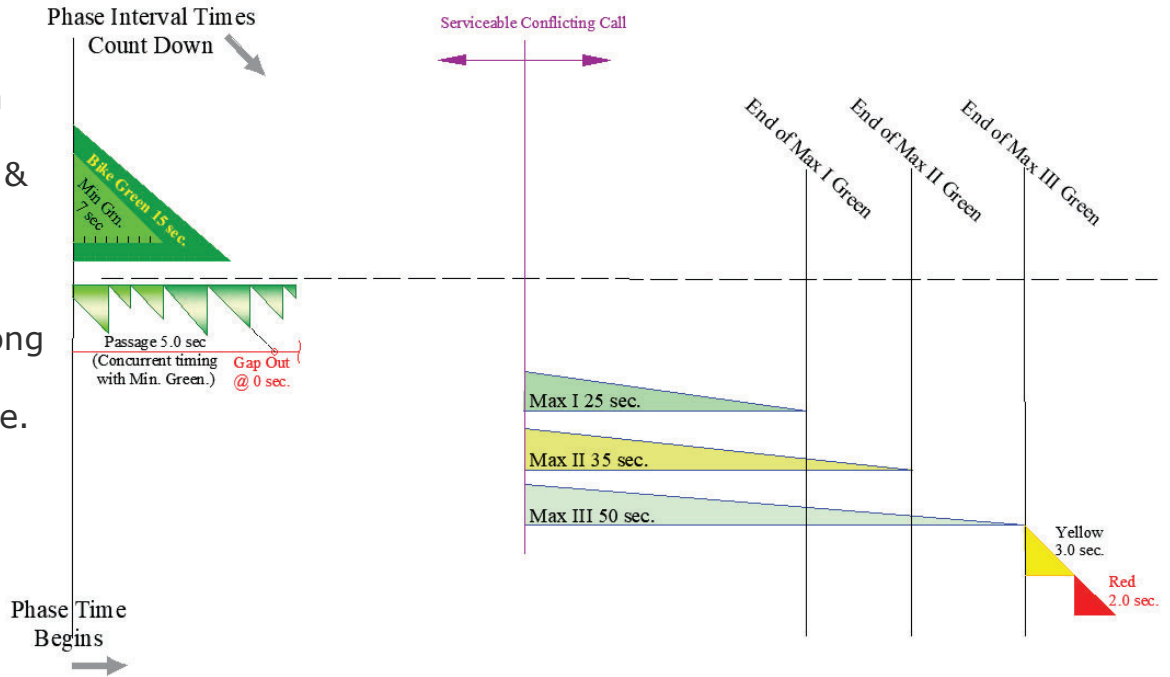 Phase Interval Times
Count Down
Serviceable Conflicting Call
End of Max I Green
End of Max II Green
End of Max III Green
&
Bike Green 15 sec.
Min Grn.
7 sec
ong
e.
Passage 5.0 sec
(Concurrent timing
with Min. Green.)
Gap Out
@ 0 sec.
Max I 25 sec.
Max II 35 sec.
Max III 50 sec.
Yellow
3.0 sec.
Red
2.0 sec.
Phase Time
Begins